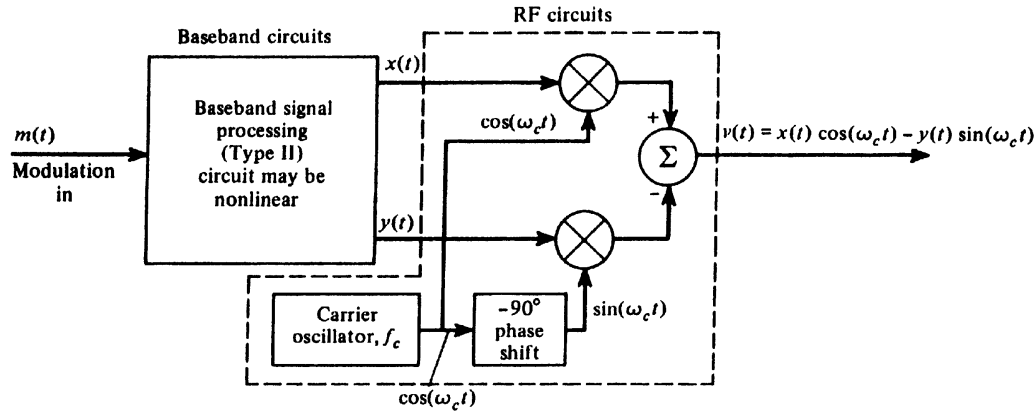 RF circuits
Baseband circuits
x(t)
Baseband signal
processing
(Type II)
circuit may be
nonlinear
m(t)
Modulation
in
cos(ω_c t)
+
Σ
-
v(t) = x(t) cos(ω_c t) – y(t) sin(ω_c t)
y(t)
Carrier
oscillator, f_c
–90°
phase
shift
sin(ω_c t)
cos(ω_c t)